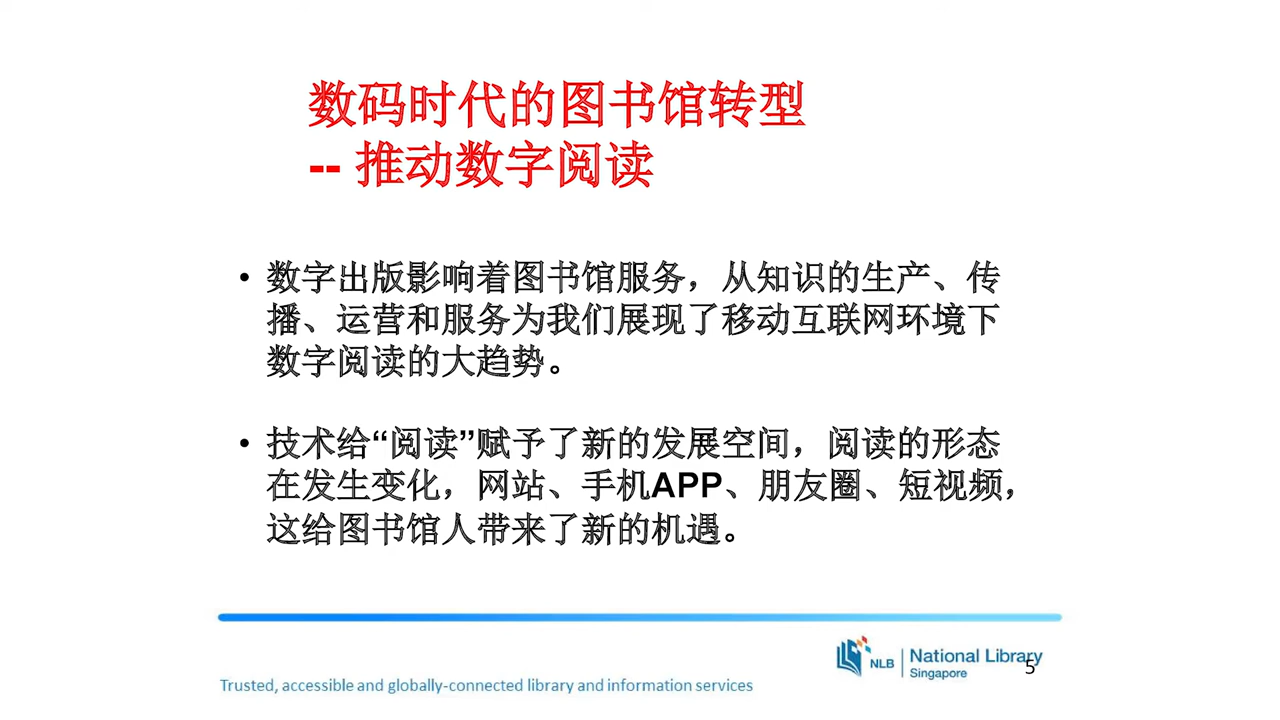 数码时代的图书馆转型
-- 推动数字阅读
• 数字出版影响着图书馆服务，从知识的生产、传
播、运营和服务为我们展现了移动互联网环境下
数字阅读的大趋势。
• 技术给“阅读”赋予了新的发展空间，阅读的形态
在发生变化，网站、手机APP、朋友圈、短视频，
这给图书馆人带来了新的机遇。
NLB National Library
Singapore
5
Trusted, accessible and globally-connected library and information services